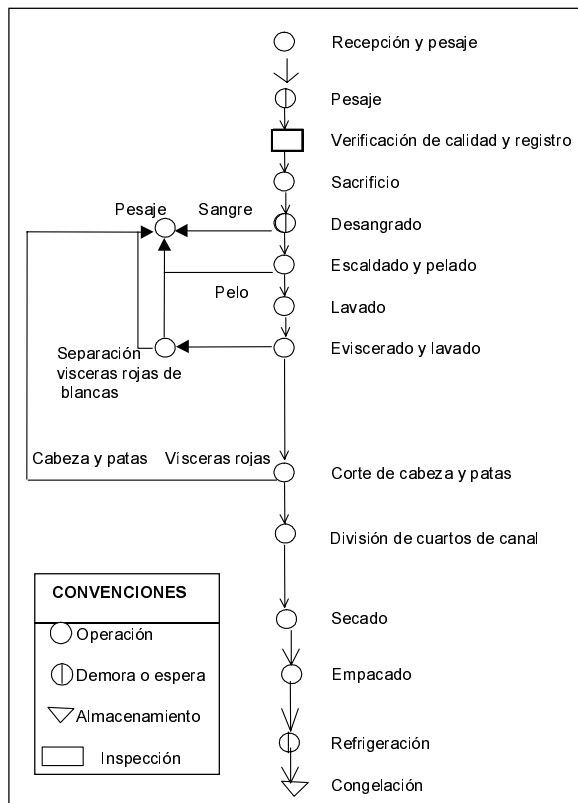 Recepción y pesaje
Pesaje
Verificación de calidad y registro
Sacrificio
Pesaje
Sangre
Desangrado
Escaldado y pelado
Pelo
Lavado
Eviscerado y lavado
Separación
visceras rojas de
blancas
Cabeza y patas
Vísceras rojas
Corte de cabeza y patas
División de cuartos de canal
CONVENCIONES
Operación
Demora o espera
Almacenamiento
Inspección
Secado
Empacado
Refrigeración
Congelación